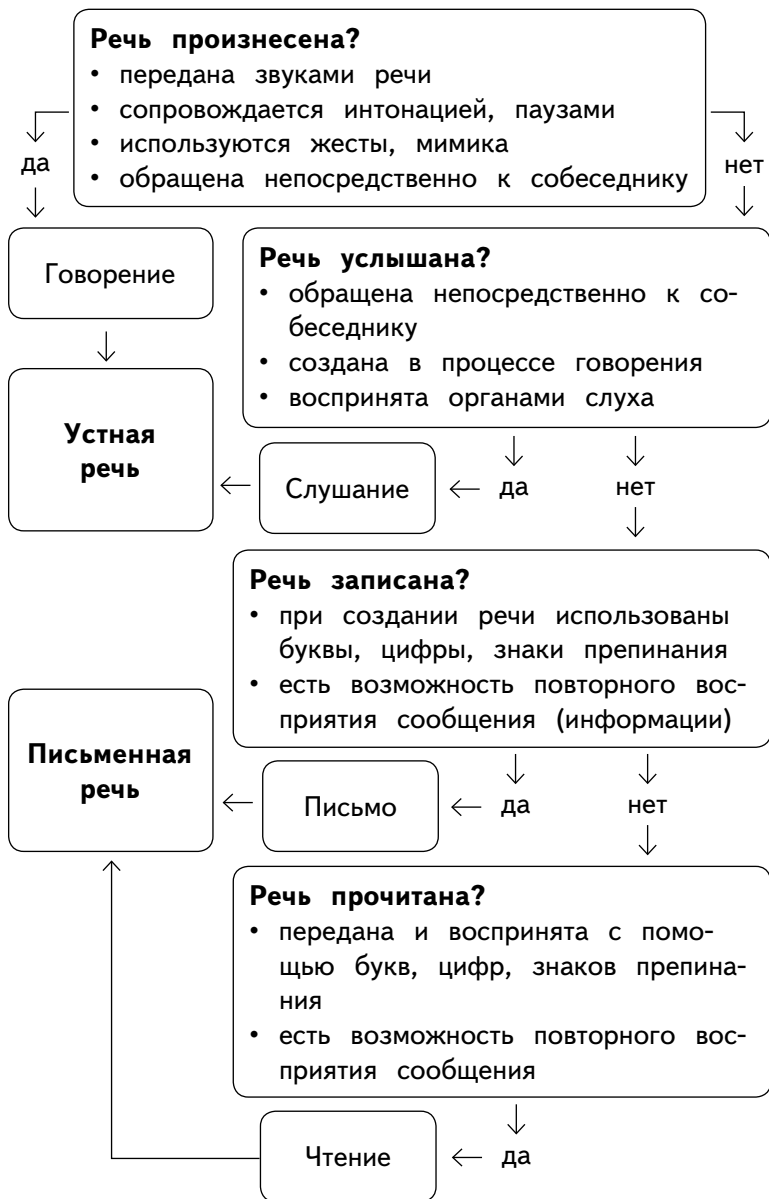 Речь произнесена?
• передана звуками речи
• сопровождается интонацией, паузами
• используются жесты, мимика
• обращена непосредственно к собеседнику
да
нет
Говорение
Речь услышана?
• обращена непосредственно к со-
беседнику
• создана в процессе говорения
• воспринята органами слуха
Устная
речь
Слушание
да
нет
Речь записана?
• при создании речи использованы
буквы, цифры, знаки препинания
• есть возможность повторного вос-
приятия сообщения (информации)
Письменная
речь
Письмо
да
нет
Речь прочитана?
• передана и воспринята с помо-
щью букв, цифр, знаков препина-
ния
• есть возможность повторного вос-
приятия сообщения
Чтение
да